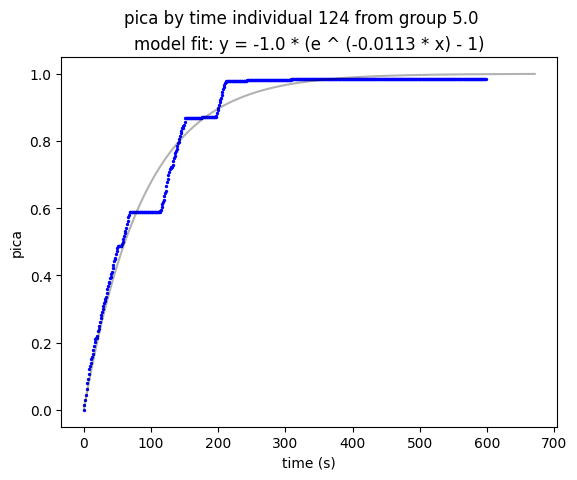 pica by time individual 124 from group 5.0
model fit: y = -1.0 * (e ^ (-0.0113 * x) - 1)
1.0
0.8
0.6
0.4
0.2
0.0
pica
0 100 200 300 400 500 600 700
time (s)